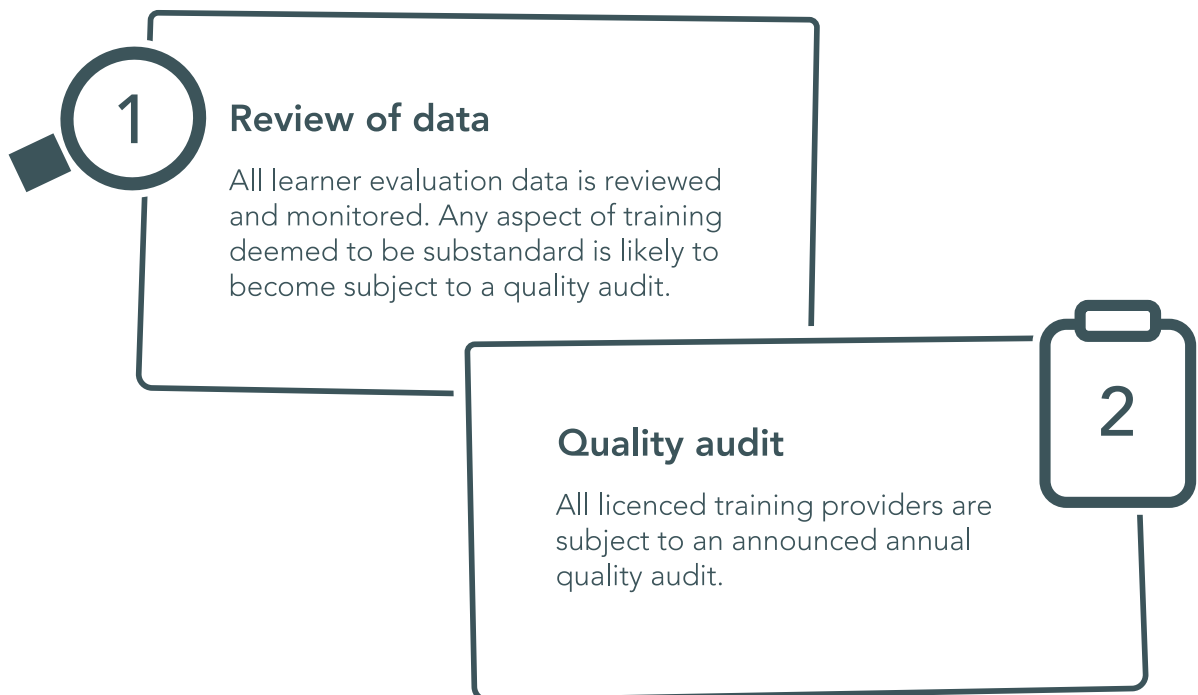 1
Review of data
All learner evaluation data is reviewed
and monitored. Any aspect of training
deemed to be substandard is likely to
become subject to a quality audit.
2
Quality audit
All licenced training providers are
subject to an announced annual
quality audit.